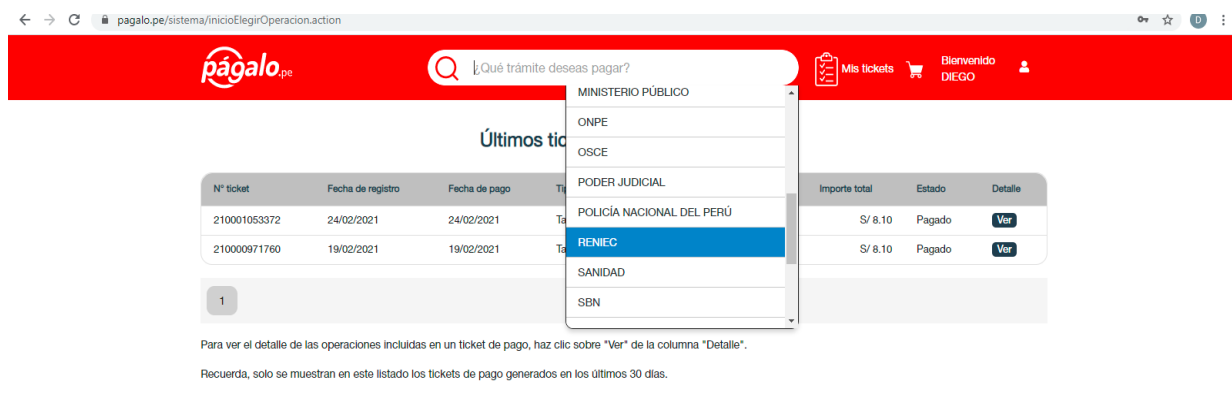 pagalo.pe/sistema/inicioElegirOperacion.action
D
págalo.pe
¿Qué trámite deseas pagar?
Mis tickets
Bienvenido
DIEGO
MINISTERIO PÚBLICO
ONPE
OSCE
PODER JUDICIAL
POLICÍA NACIONAL DEL PERÚ
RENIEC
SANIDAD
SBN
Últimos tic
N° ticket Fecha de registro Fecha de pago Tip Importe total Estado Detalle
210001053372 24/02/2021 24/02/2021 Ta S/ 8.10 Pagado Ver
210000971760 19/02/2021 19/02/2021 Ta S/ 8.10 Pagado Ver
1
Para ver el detalle de las operaciones incluidas en un ticket de pago, haz clic sobre "Ver" de la columna "Detalle".
Recuerda, solo se muestran en este listado los tickets de pago generados en los últimos 30 días.